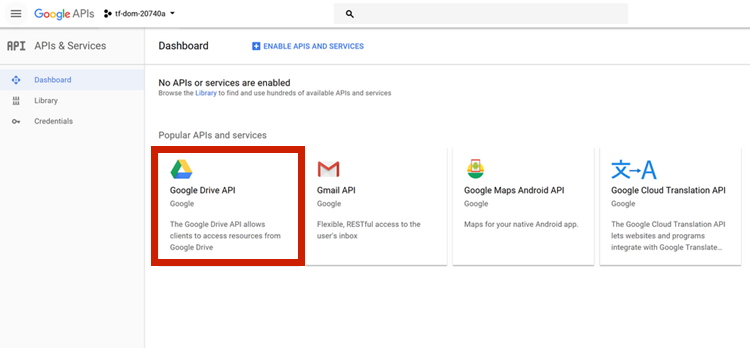 Google APIs tf-dom-20740a
API APIs & Services Dashboard ENABLE APIS AND SERVICES
Dashboard
Library
Credentials
No APIs or services are enabled
Browse the Library to find and use hundreds of available APIs and services
Popular APIs and services
Google Drive API
Google
The Google Drive API allows
clients to access resources from
Google Drive
Gmail API
Google
Flexible, RESTful access to the
user's inbox
Google Maps Android API
Google
Maps for your native Android app.
文→A
Google Cloud Translation API
Google
The Google Cloud Translation API
lets websites and programs
integrate with Google Translate...